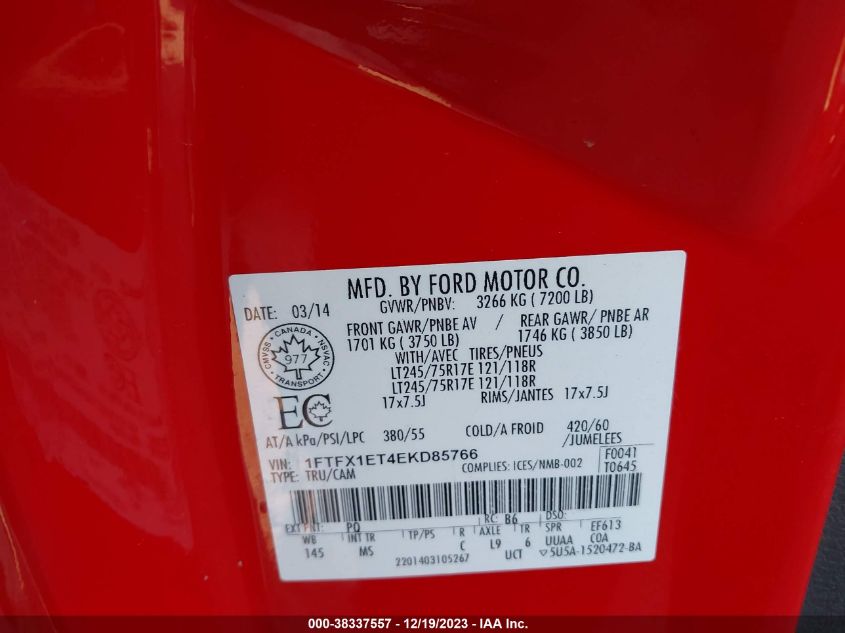 MFD. BY FORD MOTOR CO.
DATE: 03/14
GVWR/PNBV: 3266 KG ( 7200 LB)
FRONT GAWR/PNBE AV / REAR GAWR/ PNBE AR
1701 KG ( 3750 LB) 1746 KG ( 3850 LB)
WITH/AVEC TIRES/PNEUS
LT245/75R17E 121/118R
LT245/75R17E 121/118R
17x7.5J RIMS/JANTES 17x7.5J
CANADA
CMVSS NSVAC
977
TRANSPORT
EC
AT/A kPa/PSI/LPC 380/55 COLD/A FROID 420/60
/JUMELEES
VIN: 1FTFX1ET4EKD85766 COMPLIES: ICES/NMB-002 F0041
TYPE: TRU/CAM T0645
EXT PNT: PQ RC: B6 DSO:
WB INT TR TP/PS R AXLE TR SPR EF613
145 MS C L9 6 UUAA COA
2201403105267 UCT ▽5U5A-1520472-BA
000-38337557 - 12/19/2023 - IAA Inc.